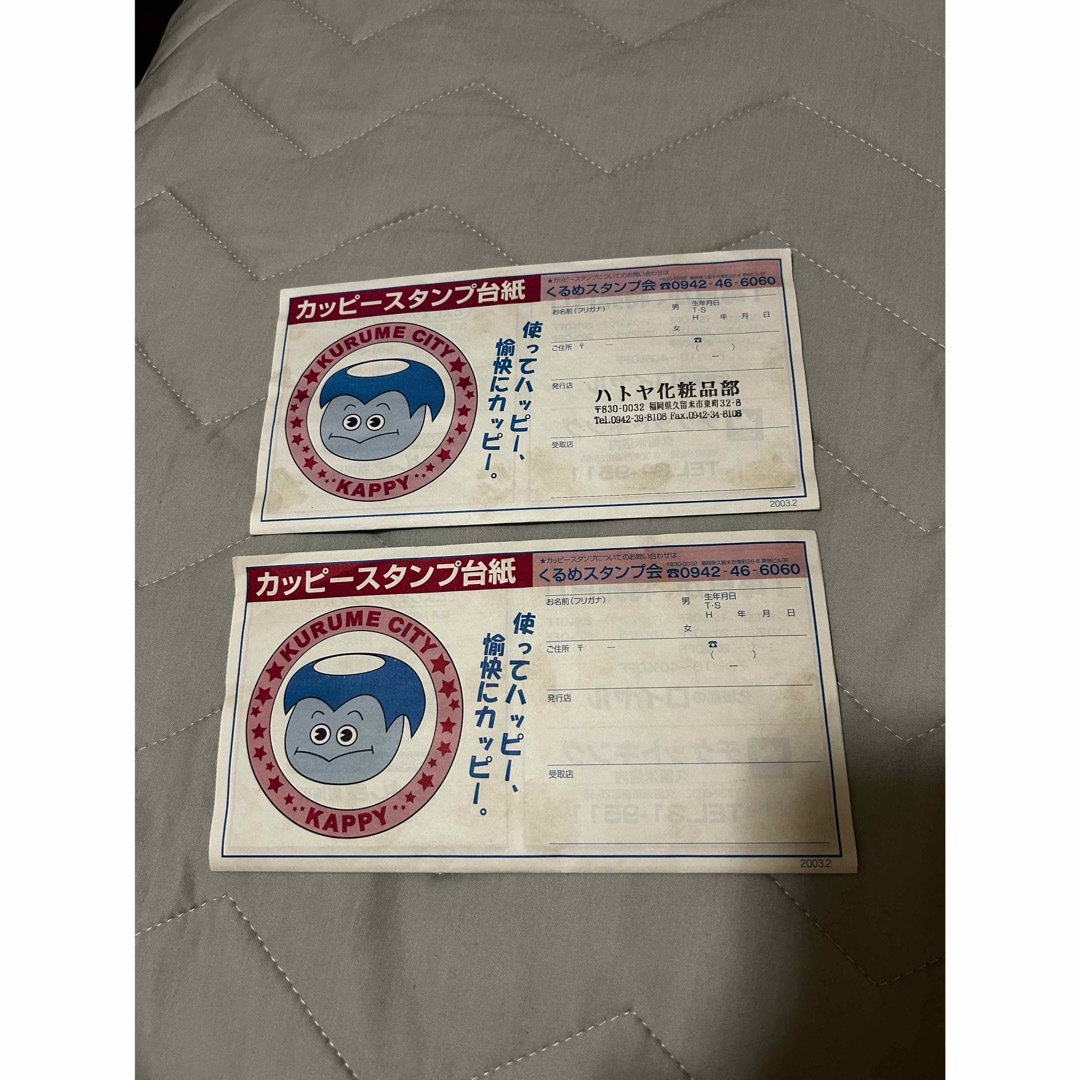 カッピースタンプ台紙
★カッピースタンプについてのお問い合わせは
くるめスタンプ会 ☎0942-46-6060
KURUME CITY
KAPPY
使ってハッピー、
愉快にカッピー。
お名前(フリガナ)
男
女
生年月日
T・S
H 年 月 日
ご住所 〒 ー
☎
( )
ー
発行店
ハトヤ化粧品部
〒830-0032 福岡県久留米市東町32-8
Tel.0942-39-8108 Fax.0942-34-8108
受取店
2003.2
カッピースタンプ台紙
★カッピースタンプについてのお問い合わせは
くるめスタンプ会 ☎0942-46-6060
KURUME CITY
KAPPY
使ってハッピー、
愉快にカッピー。
お名前(フリガナ)
男
女
生年月日
T・S
H 年 月 日
ご住所 〒 ー
☎
( )
ー
発行店
受取店
2003.2